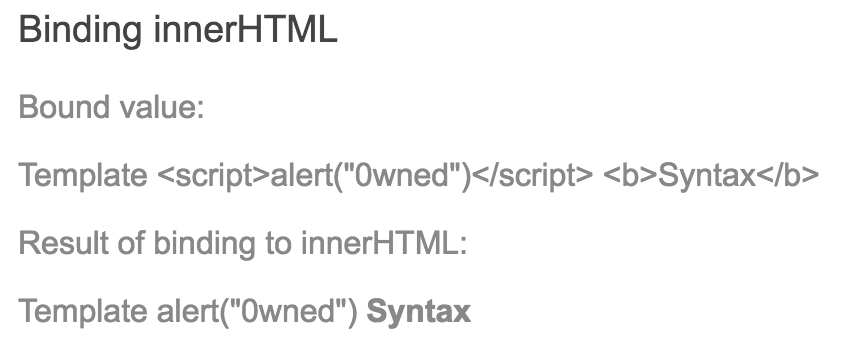 Binding innerHTML
Bound value:
Template <script>alert("0wned")</script> <b>Syntax</b>
Result of binding to innerHTML:
Template alert("0wned") Syntax